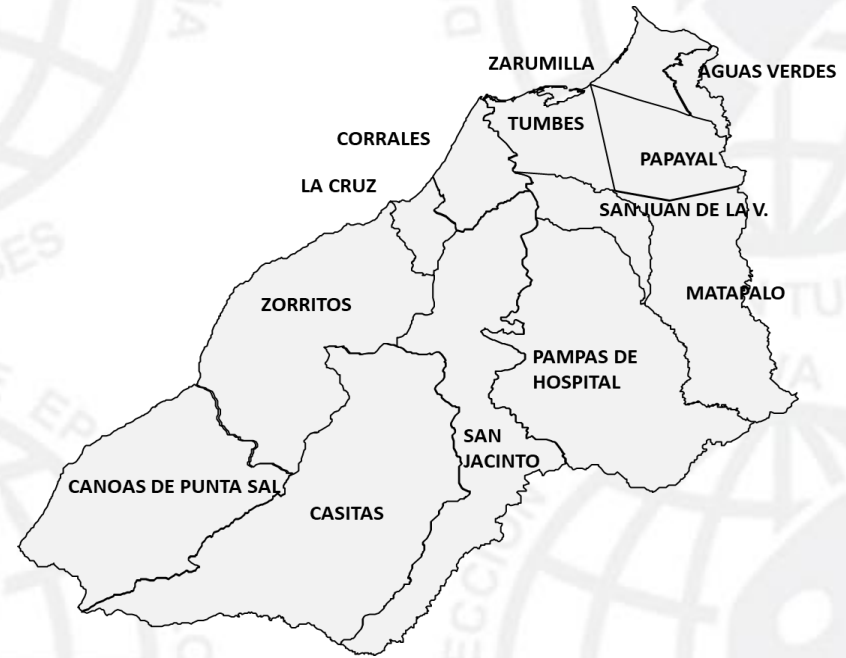 ZARUMILLA
AGUAS VERDES
TUMBES
CORRALES
PAPAYAL
LA CRUZ
SAN JUAN DE LA V.
MATAPALO
ZORRITOS
PAMPAS DE
HOSPITAL
SAN
JACINTO
CANOAS DE PUNTA SAL
CASITAS